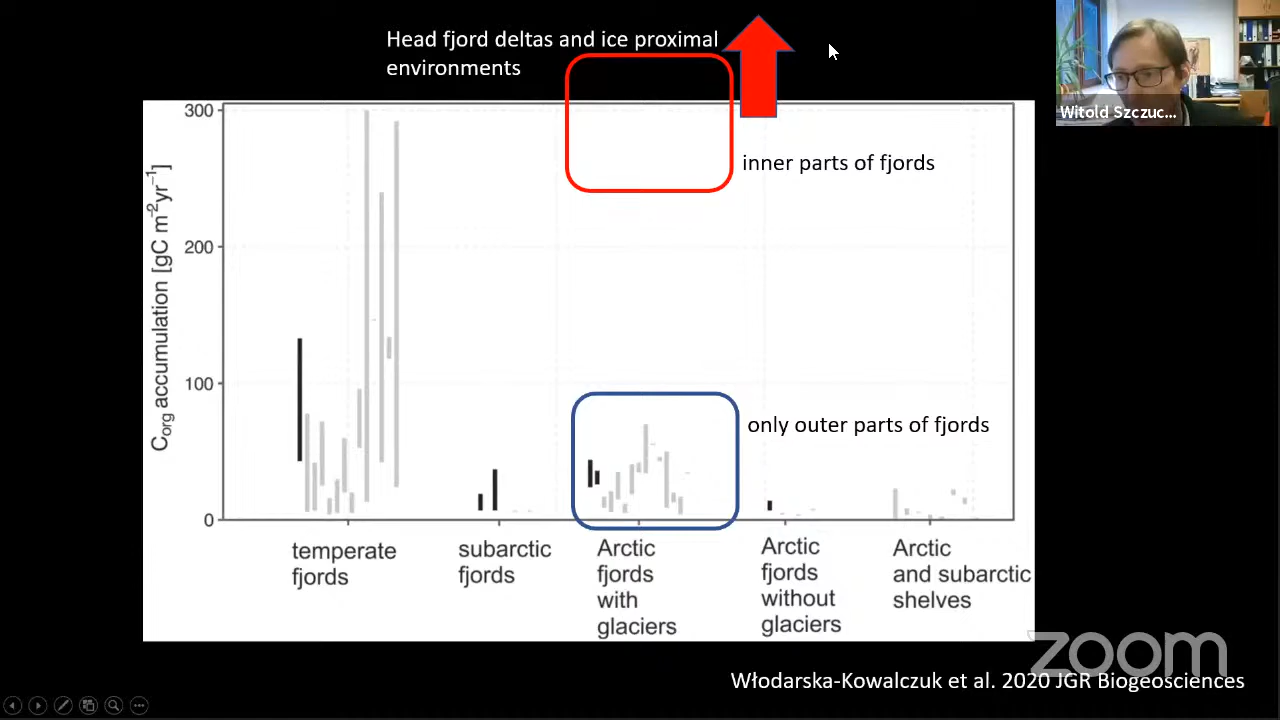 Head fjord deltas and ice proximal
environments
Witold Szczuc...
inner parts of fjords
only outer parts of fjords
C_org accumulation [gC m⁻²yr⁻¹]
300
200
100
0
temperate
fjords
subarctic
fjords
Arctic
fjords
with
glaciers
Arctic
fjords
without
glaciers
Arctic
and subarctic
shelves
zoom
Włodarska-Kowalczuk et al. 2020 JGR Biogeosciences